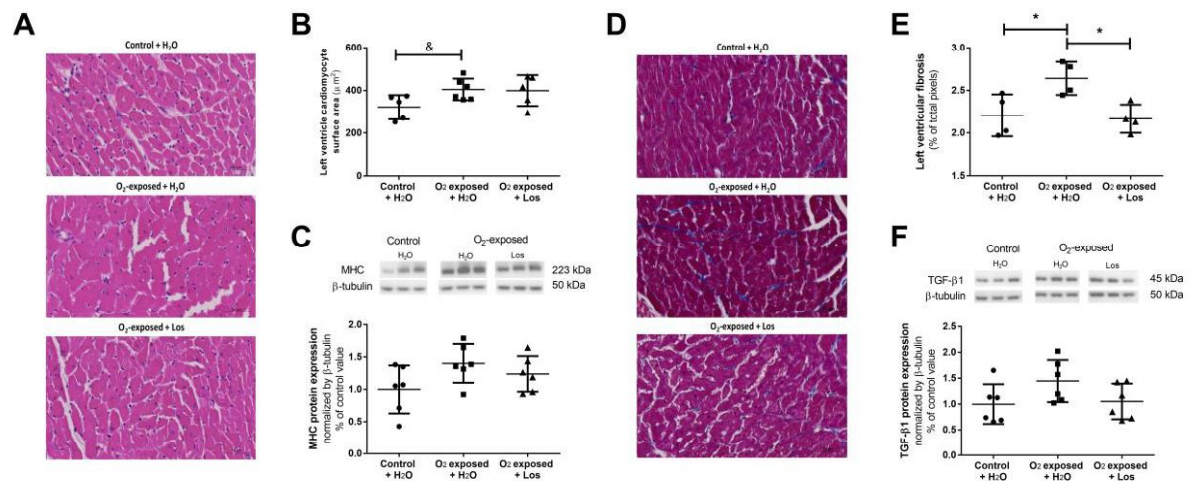 A
Control + H₂O
O₂-exposed + H₂O
O₂-exposed + Los
B
&
Left ventricle cardiomyocyte
surface area (μm²)
600
400
200
0
Control
+ H2O
O2 exposed
+ H2O
O2 exposed
+ Los
C
Control
O₂-exposed
H₂O
H₂O
Los
MHC
223 kDa
β-tubulin
50 kDa
MHC protein expression
normalized by β-tubulin
% of control value
2.0
1.5
1.0
0.5
0.0
Control
+ H2O
O2 exposed
+ H2O
O2 exposed
+ Los
D
Control + H₂O
O₂-exposed + H₂O
O₂-exposed + Los
E
*
*
Left ventricular fibrosis
(% of total pixels)
3.0
2.5
2.0
1.5
Control
+ H2O
O2 exposed
+ H2O
O2 exposed
+ Los
F
Control
O₂-exposed
H₂O
H₂O
Los
TGF-β1
45 kDa
β-tubulin
50 kDa
TGF-β1 protein expression
normalized by β-tubulin
% of control value
2.5
2.0
1.5
1.0
0.5
0.0
Control
+ H2O
O2 exposed
+ H2O
O2 exposed
+ Los